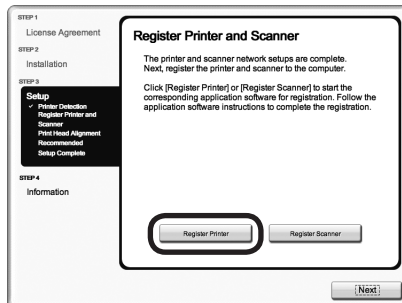 STEP 1
License Agreement
STEP 2
Installation
STEP 3
Setup
✓ Printer Detection
Register Printer and
Scanner
Print Head Alignment
Recommended
Setup Complete
STEP 4
Information
Register Printer and Scanner
The printer and scanner network setups are complete.
Next, register the printer and scanner to the computer.
Click [Register Printer] or [Register Scanner] to start the
corresponding application software for registration. Follow the
application software instructions to complete the registration.
Register Printer
Register Scanner
Next